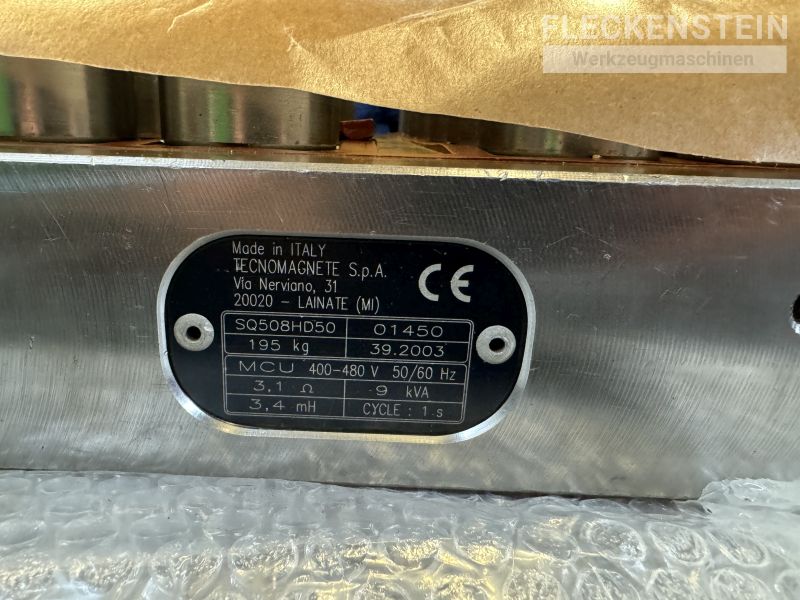 FLECKENSTEIN
Werkzeugmaschinen
Made in ITALY
TECNOMAGNETE S.p.A.
Via Nerviano, 31
20020 - LAINATE (MI)
CE
SQ508HD50 01450
195 kg 39.2003
MCU 400-480 V 50/60 Hz
3,1 Ω 9 kVA
3,4 mH CYCLE : 1 s